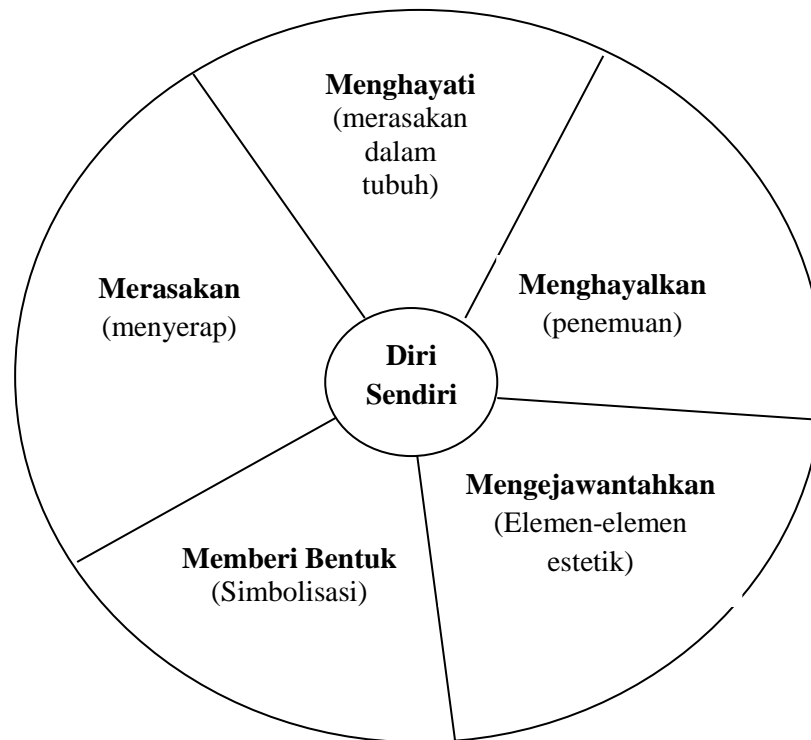 Menghayati
(merasakan
dalam
tubuh)
Merasakan
(menyerap)
Menghayalkan
(penemuan)
Diri
Sendiri
Mengejawantahkan
(Elemen-elemen
estetik)
Memberi Bentuk
(Simbolisasi)